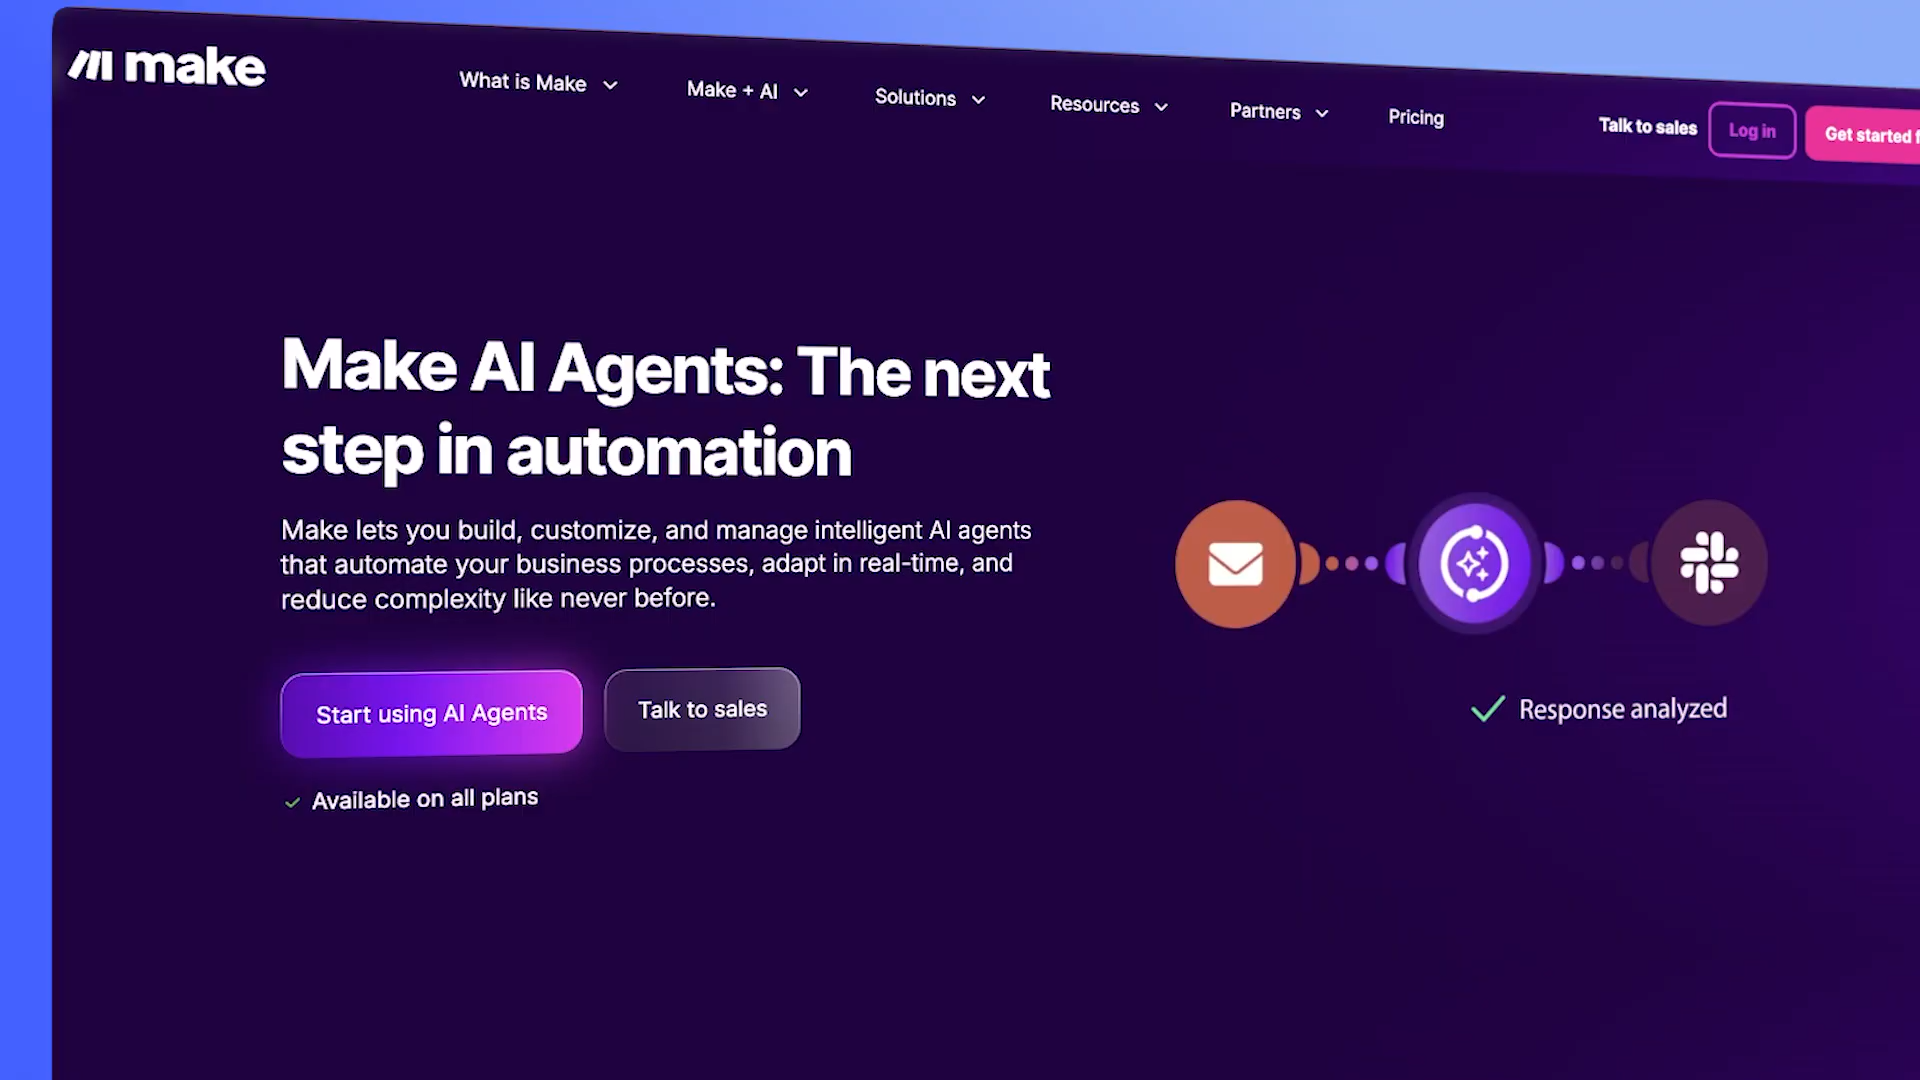 make
What is Make
Make + AI
Solutions
Resources
Partners
Pricing
Talk to sales
Log in
Get started f
Make AI Agents: The next
step in automation
Make lets you build, customize, and manage intelligent AI agents
that automate your business processes, adapt in real-time, and
reduce complexity like never before.
Start using AI Agents
Talk to sales
Available on all plans
Response analyzed